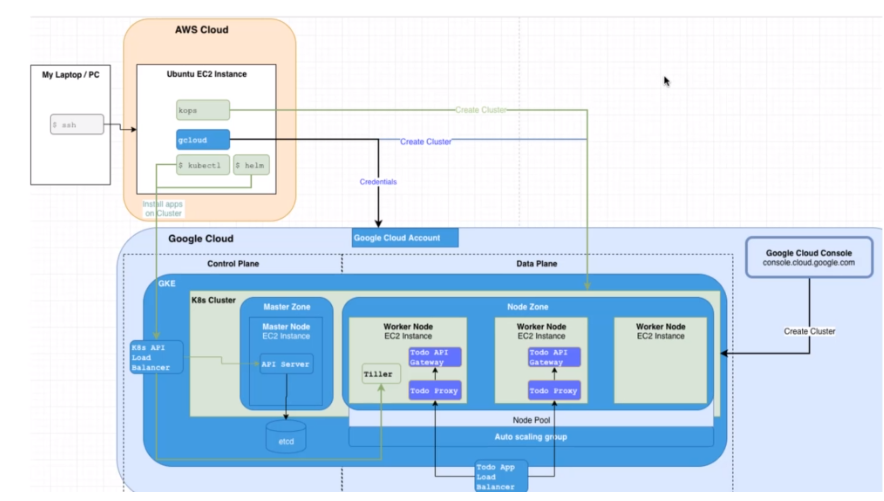 AWS Cloud
My Laptop / PC
Ubuntu EC2 Instance
$ ssh
kops
Create Cluster
gcloud
Create Cluster
$ kubectl
$ helm
Credentials
Install apps
on Cluster
Google Cloud
Google Cloud Account
Google Cloud Console
console.cloud.google.com
Control Plane
Data Plane
GKE
K8s Cluster
Master Zone
Node Zone
Master Node
EC2 Instance
Worker Node
EC2 Instance
Worker Node
EC2 Instance
Worker Node
EC2 Instance
Create Cluster
K8s API
Load
Balancer
API Server
Tiller
Todo API
Gateway
Todo API
Gateway
Todo Proxy
Todo Proxy
Node Pool
etcd
Auto scaling group
Todo App
Load
Balancer